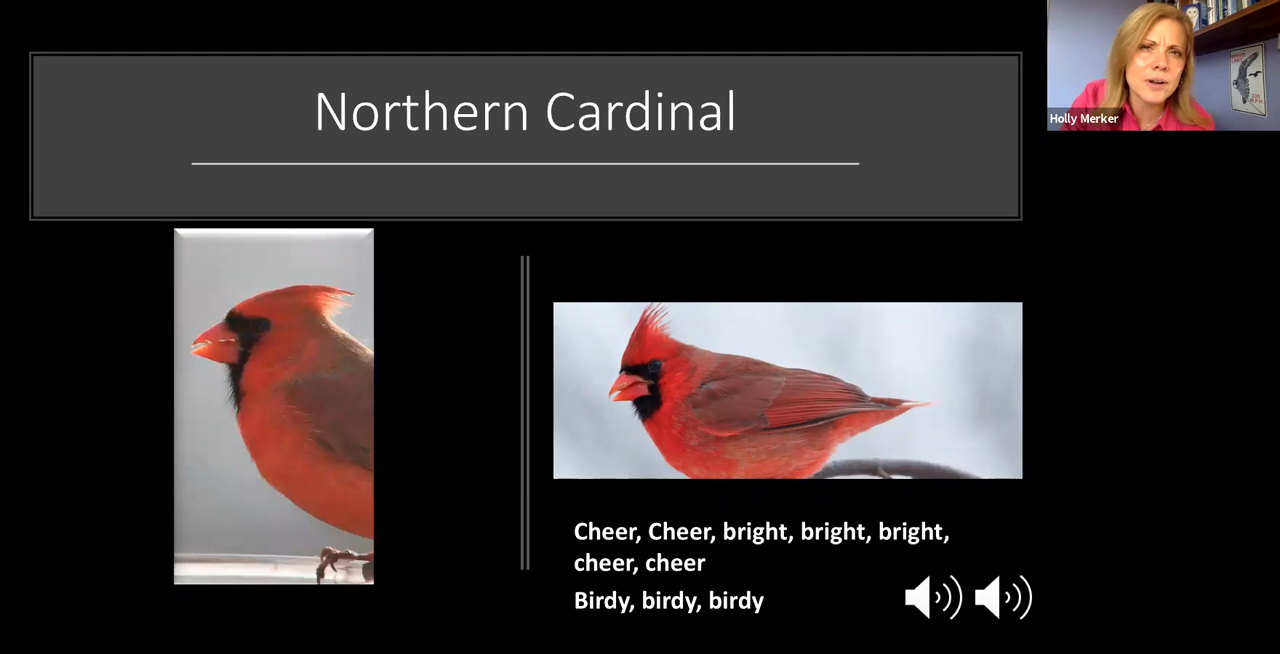 Northern Cardinal
Holly Merker
Cheer, Cheer, bright, bright, bright,
cheer, cheer
Birdy, birdy, birdy